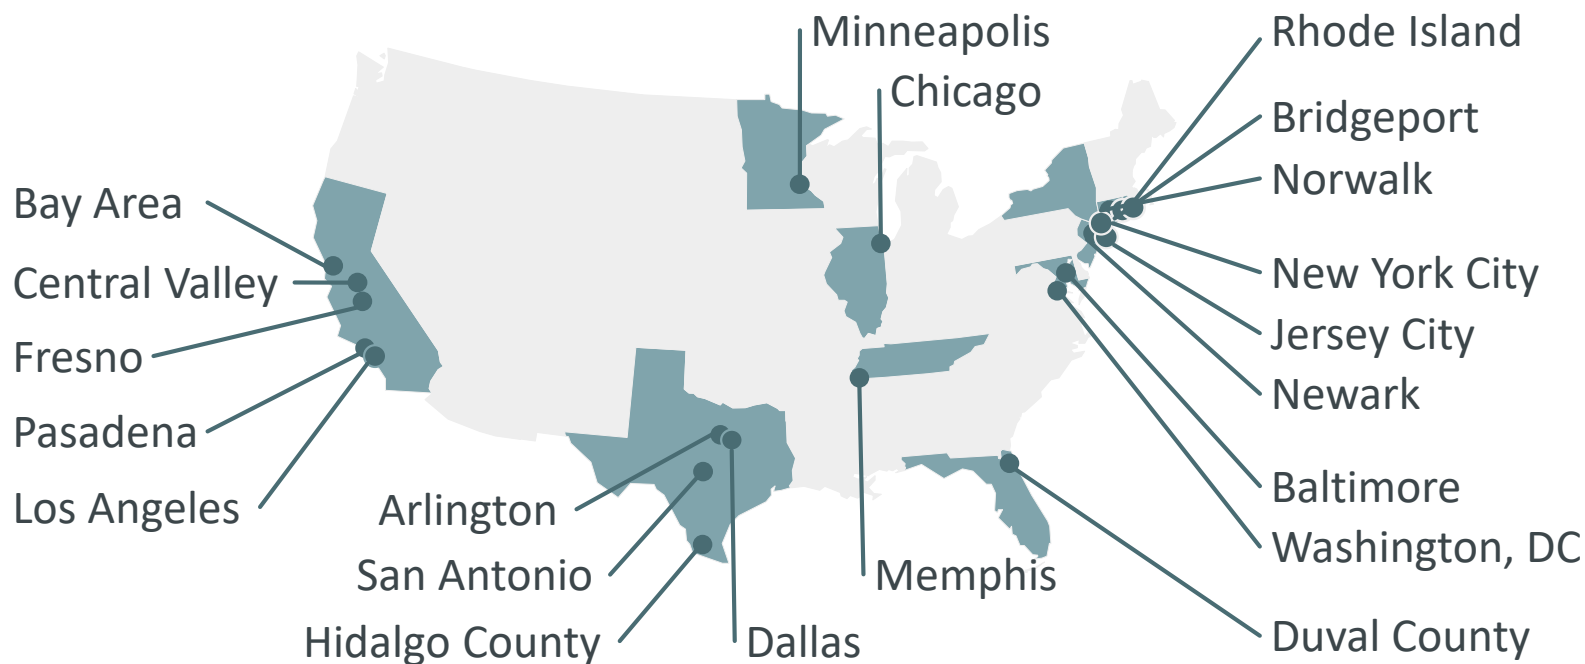 Minneapolis
Chicago
Rhode Island
Bridgeport
Norwalk
Bay Area
Central Valley
Fresno
Pasadena
Los Angeles
New York City
Jersey City
Newark
Arlington
San Antonio
Hidalgo County
Dallas
Memphis
Baltimore
Washington, DC
Duval County